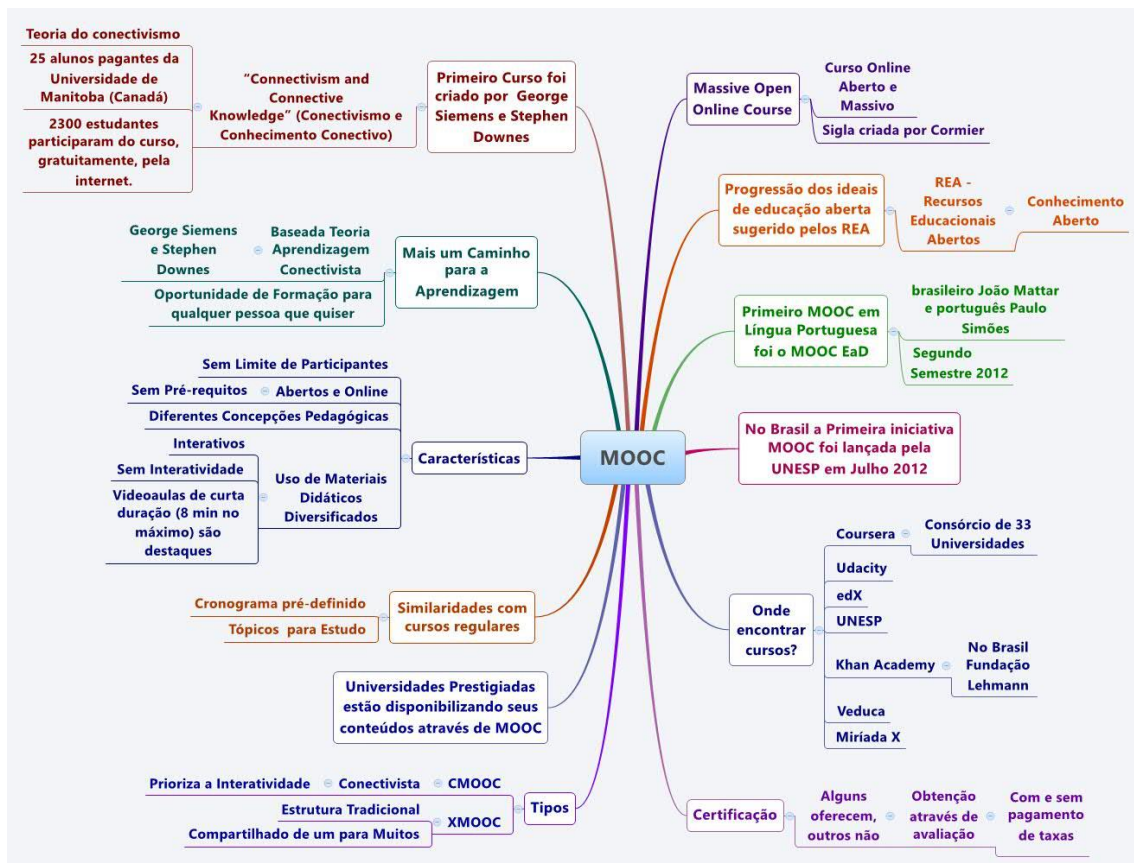 Teoria do conectivismo
25 alunos pagantes da
Universidade de
Manitoba (Canadá)
2300 estudantes
participaram do curso,
gratuitamente, pela
internet.
“Connectivism and
Connective
Knowledge” (Conectivismo e
Conhecimento Conectivo)
Primeiro Curso foi
criado por George
Siemens e Stephen
Downes
George Siemens
e Stephen
Downes
Baseada Teoria
Aprendizagem
Conectivista
Oportunidade de Formação para
qualquer pessoa que quiser
Mais um Caminho
para a
Aprendizagem
Sem Limite de Participantes
Sem Pré-requitos
Abertos e Online
Diferentes Concepções Pedagógicas
Interativos
Sem Interatividade
Videoaulas de curta
duração (8 min no
máximo) são
destaques
Uso de Materiais
Didáticos
Diversificados
Características
Cronograma pré-definido
Tópicos para Estudo
Similaridades com
cursos regulares
Universidades Prestigiadas
estão disponibilizando seus
conteúdos através de MOOC
Prioriza a Interatividade
Conectivista
CMOOC
Estrutura Tradicional
Compartilhado de um para Muitos
XMOOC
Tipos
MOOC
Massive Open
Online Course
Curso Online
Aberto e
Massivo
Sigla criada por Cormier
Progressão dos ideais
de educação aberta
sugerido pelos REA
REA -
Recursos
Educacionais
Abertos
Conhecimento
Aberto
Primeiro MOOC em
Língua Portuguesa
foi o MOOC EaD
brasileiro João Mattar
e português Paulo
Simões
Segundo
Semestre 2012
No Brasil a Primeira iniciativa
MOOC foi lançada pela
UNESP em Julho 2012
Onde
encontrar
cursos?
Coursera
Consórcio de 33
Universidades
Udacity
edX
UNESP
Khan Academy
No Brasil
Fundação
Lehmann
Veduca
Miríada X
Certificação
Alguns
oferecem,
outros não
Obtenção
através de
avaliação
Com e sem
pagamento
de taxas